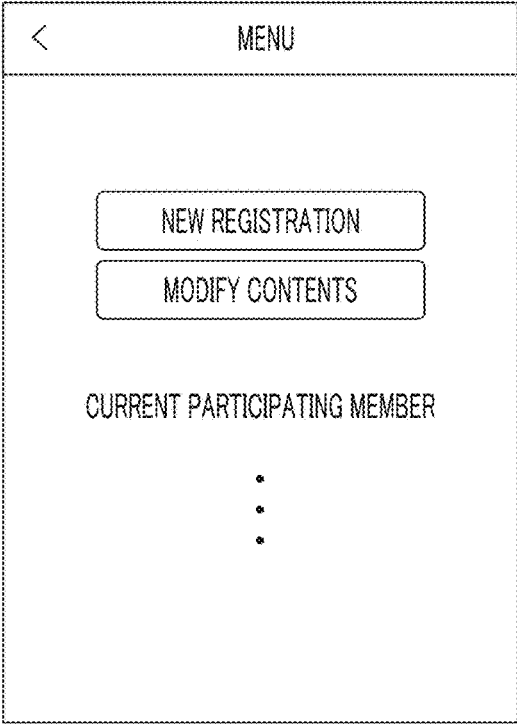 MENU
NEW REGISTRATION
MODIFY CONTENTS
CURRENT PARTICIPATING MEMBER